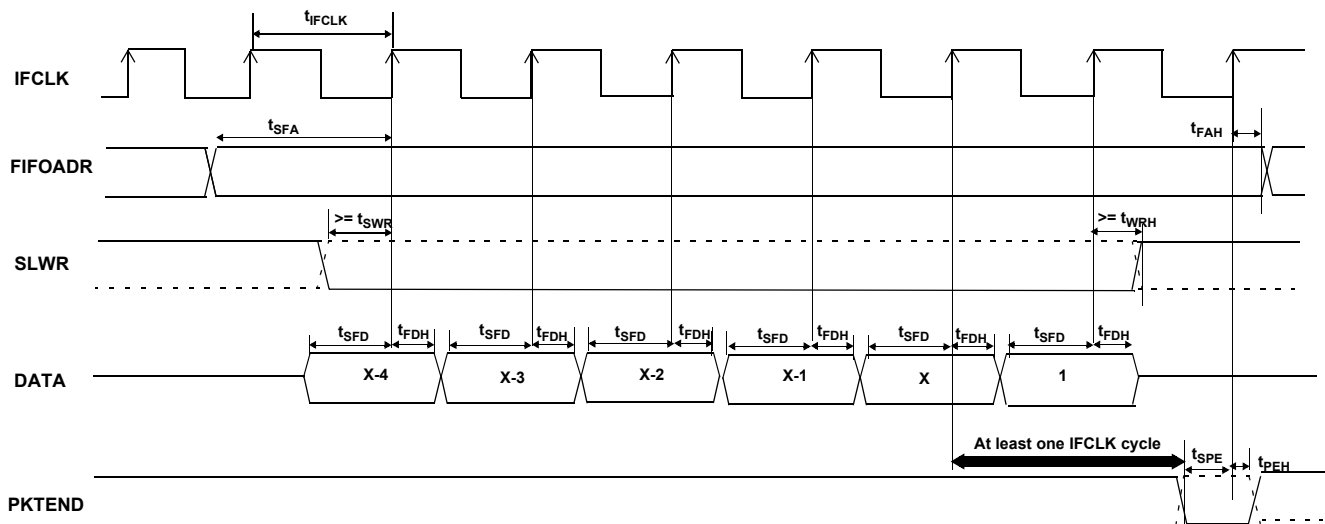 tIFCLK
IFCLK
tSFA
tFAH
FIFOADR
>= tSWR
>= tWRH
SLWR
tSFD tFDH tSFD tFDH tSFD tFDH tSFD tFDH tSFD tFDH tSFD tFDH
DATA X-4 X-3 X-2 X-1 X 1
At least one IFCLK cycle
tSPE
tPEH
PKTEND